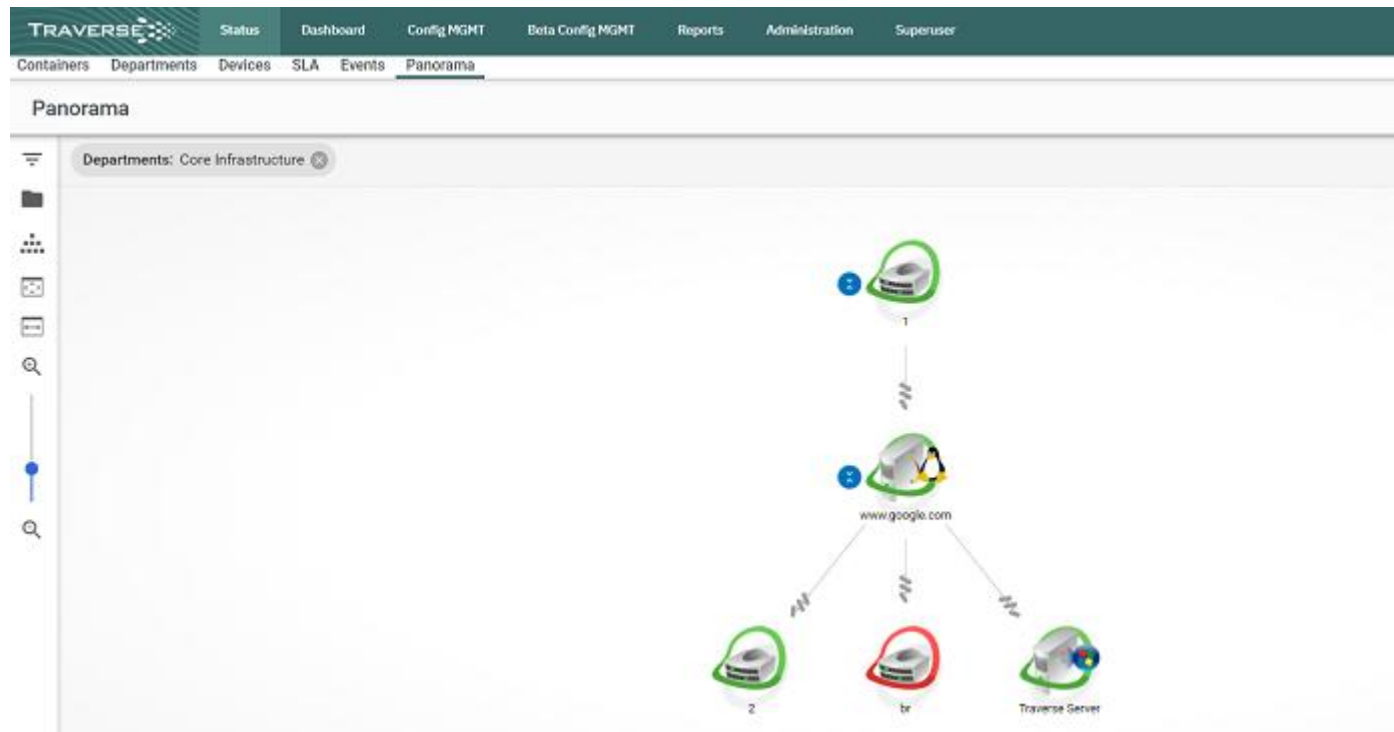 TRAVERSE Status Dashboard Config MGMT Beta Config MGMT Reports Administration Superuser
Containers Departments Devices SLA Events Panorama
Panorama
Departments: Core Infrastructure
1
www.google.com
2 br Traverse Server